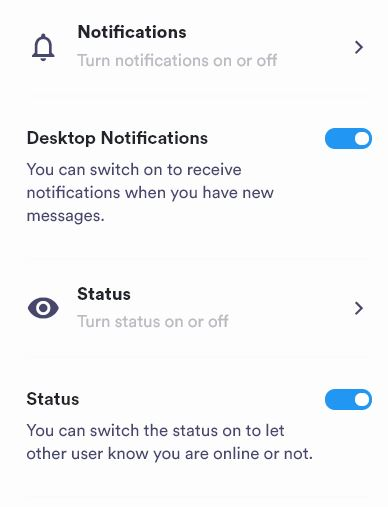 Notifications
Turn notifications on or off
Desktop Notifications
You can switch on to receive
notifications when you have new
messages.
Status
Turn status on or off
Status
You can switch the status on to let
other user know you are online or not.